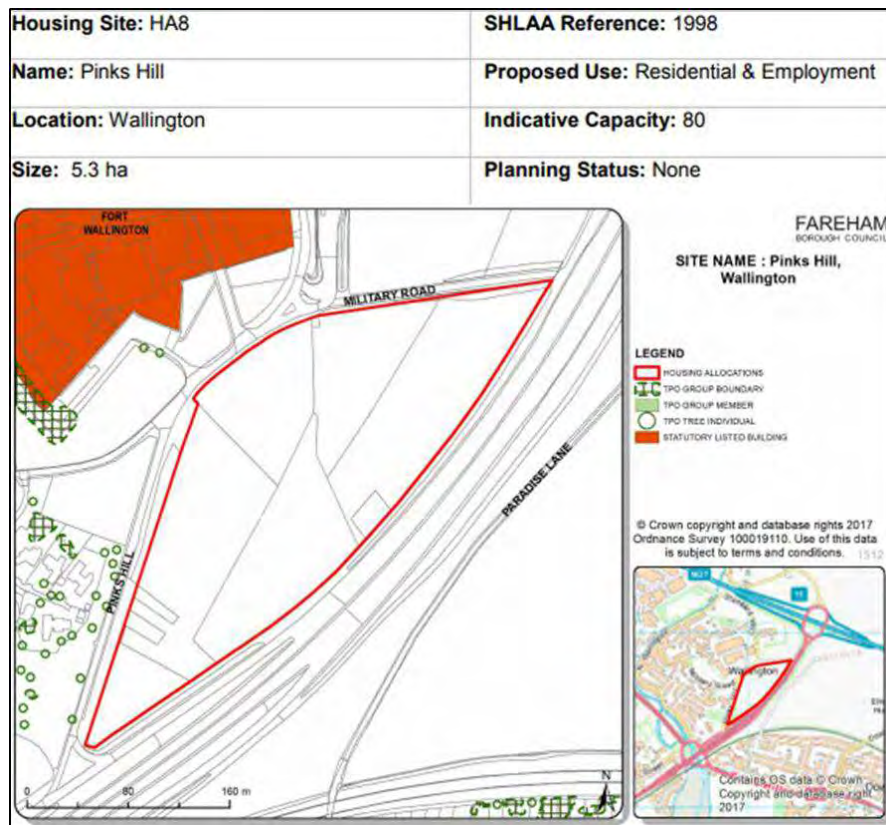 Housing Site: HA8
SHLAA Reference: 1998
Name: Pinks Hill
Proposed Use: Residential & Employment
Location: Wallington
Indicative Capacity: 80
Size: 5.3 ha
Planning Status: None
FORT
WALLINGTON
MILITARY ROAD
PARADISE LANE
PINKS HILL
0 80 160 m
N
FAREHAM
BOROUGH COUNCIL
SITE NAME : Pinks Hill,
Wallington
LEGEND
HOUSING ALLOCATIONS
TPO GROUP BOUNDARY
TPO GROUP MEMBER
TPO TREE INDIVIDUAL
STATUTORY LISTED BUILDING
© Crown copyright and database rights 2017
Ordnance Survey 100019110. Use of this data
is subject to terms and conditions. 1512
Wallington
Contains OS data © Crown
Copyright and database right
2017